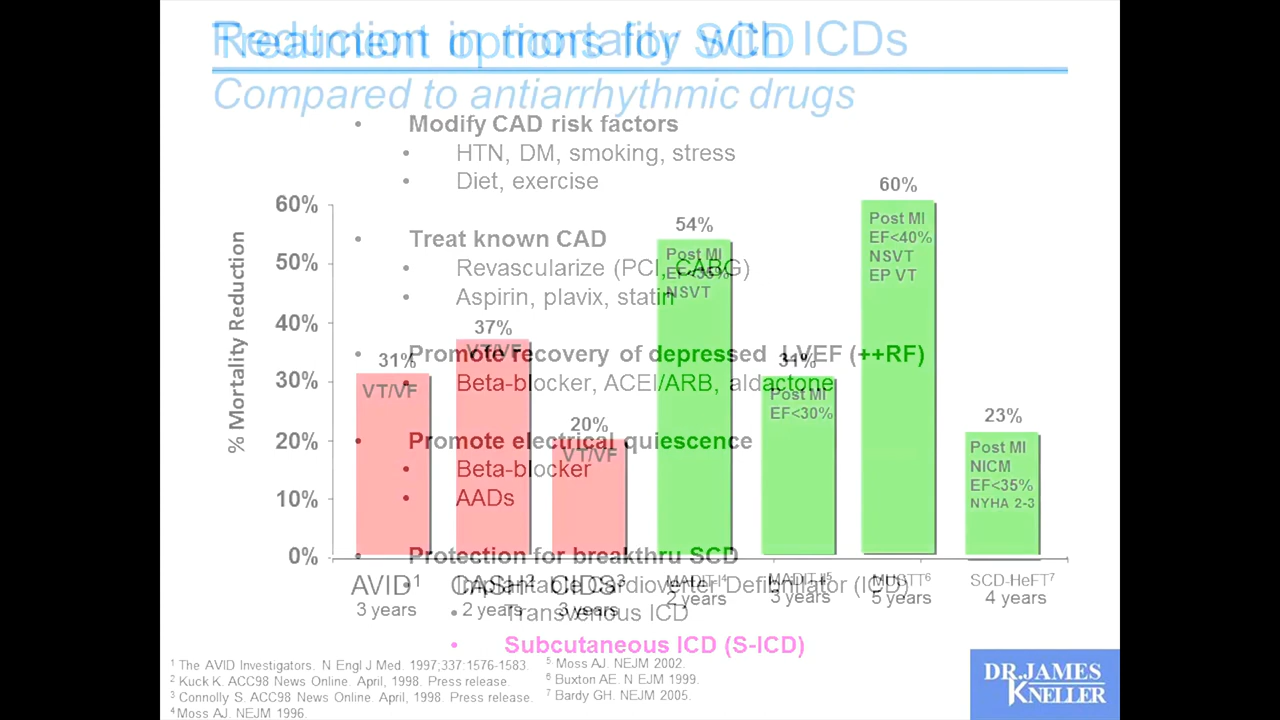 Treatment options for SCD
Reduction in mortality with ICDs
Compared to antiarrhythmic drugs
• Modify CAD risk factors
• HTN, DM, smoking, stress
• Diet, exercise
• Treat known CAD
• Revascularize (PCI, CABG)
• Aspirin, plavix, statin
• Promote recovery of depressed LVEF (++RF)
• Beta-blocker, ACEI/ARB, aldactone
• Promote electrical quiescence
• Beta-blocker
• AADs
• Protection for breakthru SCD
• Implantable Cardioverter Defibrillator (ICD)
• Transvenous ICD
• Subcutaneous ICD (S-ICD)
% Mortality Reduction
60%
50%
40%
30%
20%
10%
0%
31%
VT/VF
AVID1
3 years
37%
VT/VF
CASH2
2 years
20%
VT/VF
CIDS3
3 years
54%
Post MI
EF<35%
NSVT
MADIT-I4
2 years
31%
Post MI
EF<30%
MADIT-II5
3 years
60%
Post MI
EF<40%
NSVT
EP VT
MUSTT6
5 years
23%
Post MI
NICM
EF<35%
NYHA 2-3
SCD-HeFT7
4 years
1 The AVID Investigators. N Engl J Med. 1997;337:1576-1583.
2 Kuck K. ACC98 News Online. April, 1998. Press release.
3 Connolly S. ACC98 News Online. April, 1998. Press release.
4 Moss AJ. NEJM 1996.
5. Moss AJ. NEJM 2002.
6 Buxton AE. N EJM 1999.
7 Bardy GH. NEJM 2005.
DR. JAMES
KNELLER